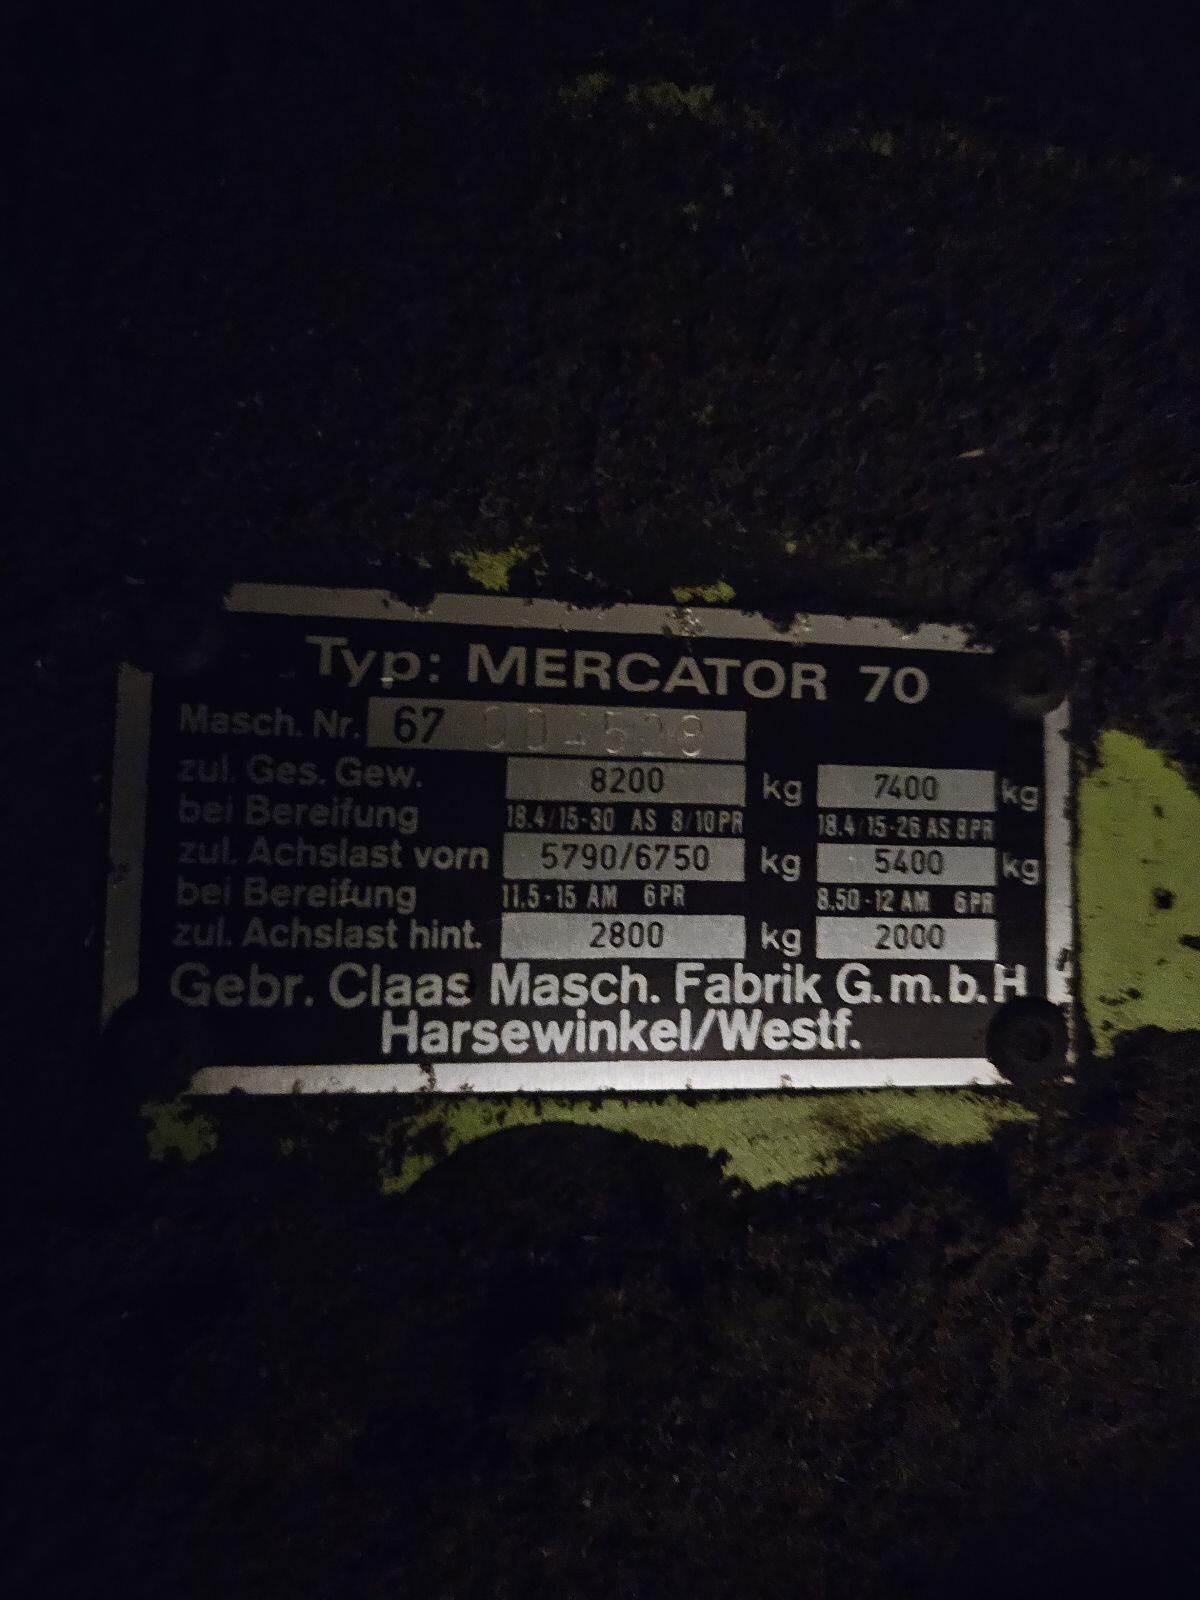 Typ: MERCATOR 70
Masch. Nr. 67
zul. Ges. Gew. 8200 kg 7400 kg
bei Bereifung 18.4/15-30 AS 8/10PR 18.4/15-26 AS 8PR
zul. Achslast vorn 5790/6750 kg 5400 kg
bei Bereifung 11.5-15 AM 6PR 8.50-12 AM 6PR
zul. Achslast hint. 2800 kg 2000
Gebr. Claas Masch. Fabrik G.m.b.H
Harsewinkel/Westf.